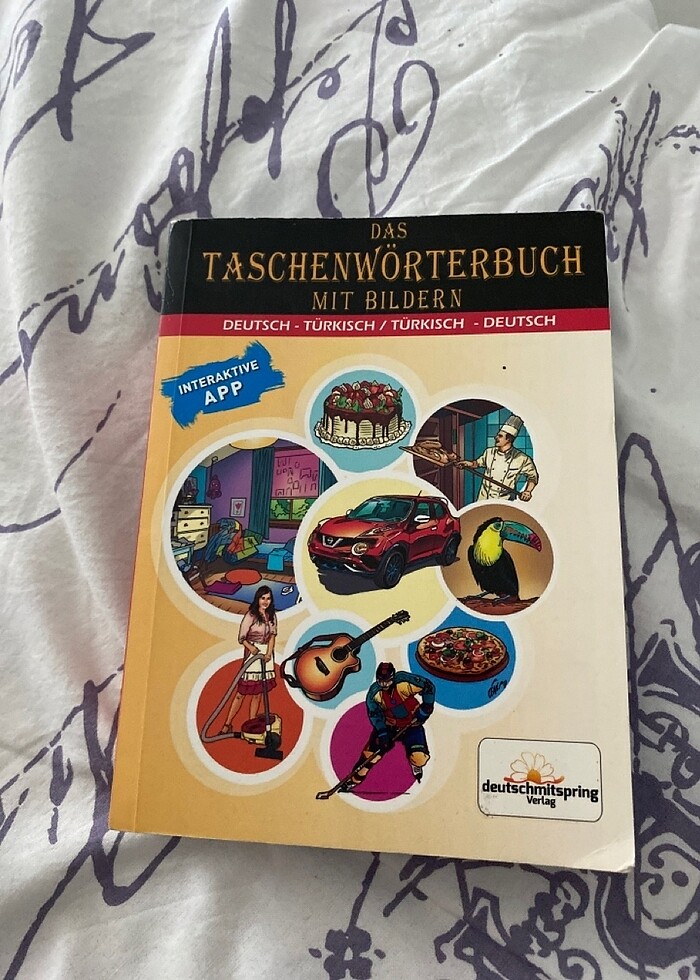 DAS
TASCHENWÖRTERBUCH
MIT BILDERN
DEUTSCH - TÜRKISCH / TÜRKISCH - DEUTSCH
INTERAKTIVE
APP
deutschmitspring
Verlag